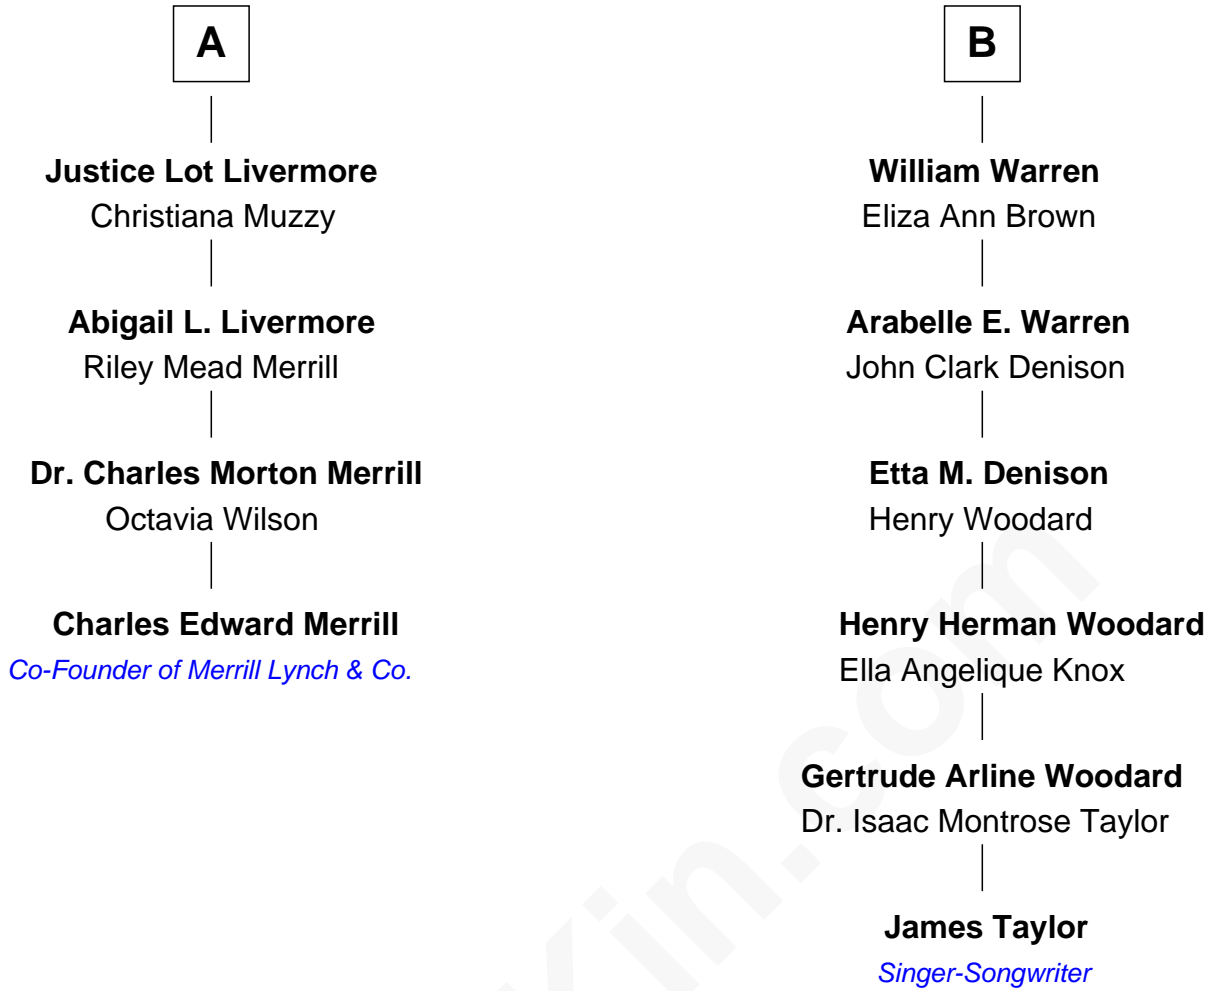 A
Justice Lot Livermore
Christiana Muzzy
Abigail L. Livermore
Riley Mead Merrill
Dr. Charles Morton Merrill
Octavia Wilson
Charles Edward Merrill
Co-Founder of Merrill Lynch & Co.
B
William Warren
Eliza Ann Brown
Arabelle E. Warren
John Clark Denison
Etta M. Denison
Henry Woodard
Henry Herman Woodard
Ella Angelique Knox
Gertrude Arline Woodard
Dr. Isaac Montrose Taylor
James Taylor
Singer-Songwriter
Kin.com